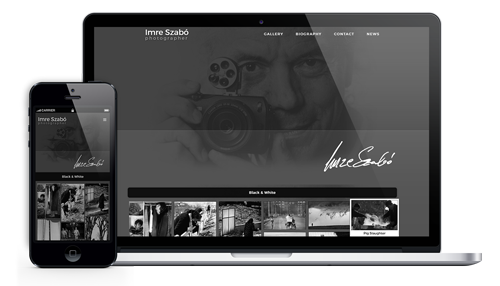 Imre Szabó
photographer
GALLERY BIOGRAPHY CONTACT NEWS
Imre Szabó
Black & White
Pig Slaughter
CARRIER
Imre Szabó
photographer
Imre Szabó
Black & White